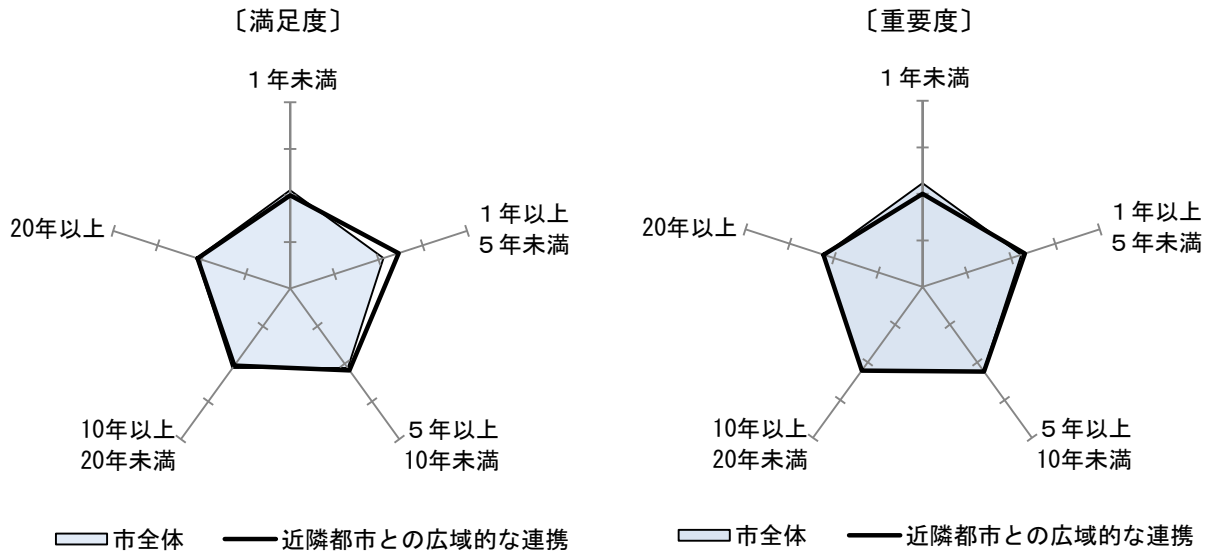 〔満足度〕
１年未満
１年以上
５年未満
５年以上
10年未満
10年以上
20年未満
20年以上
市全体
近隣都市との広域的な連携
〔重要度〕
１年未満
１年以上
５年未満
５年以上
10年未満
10年以上
20年未満
20年以上
市全体
近隣都市との広域的な連携